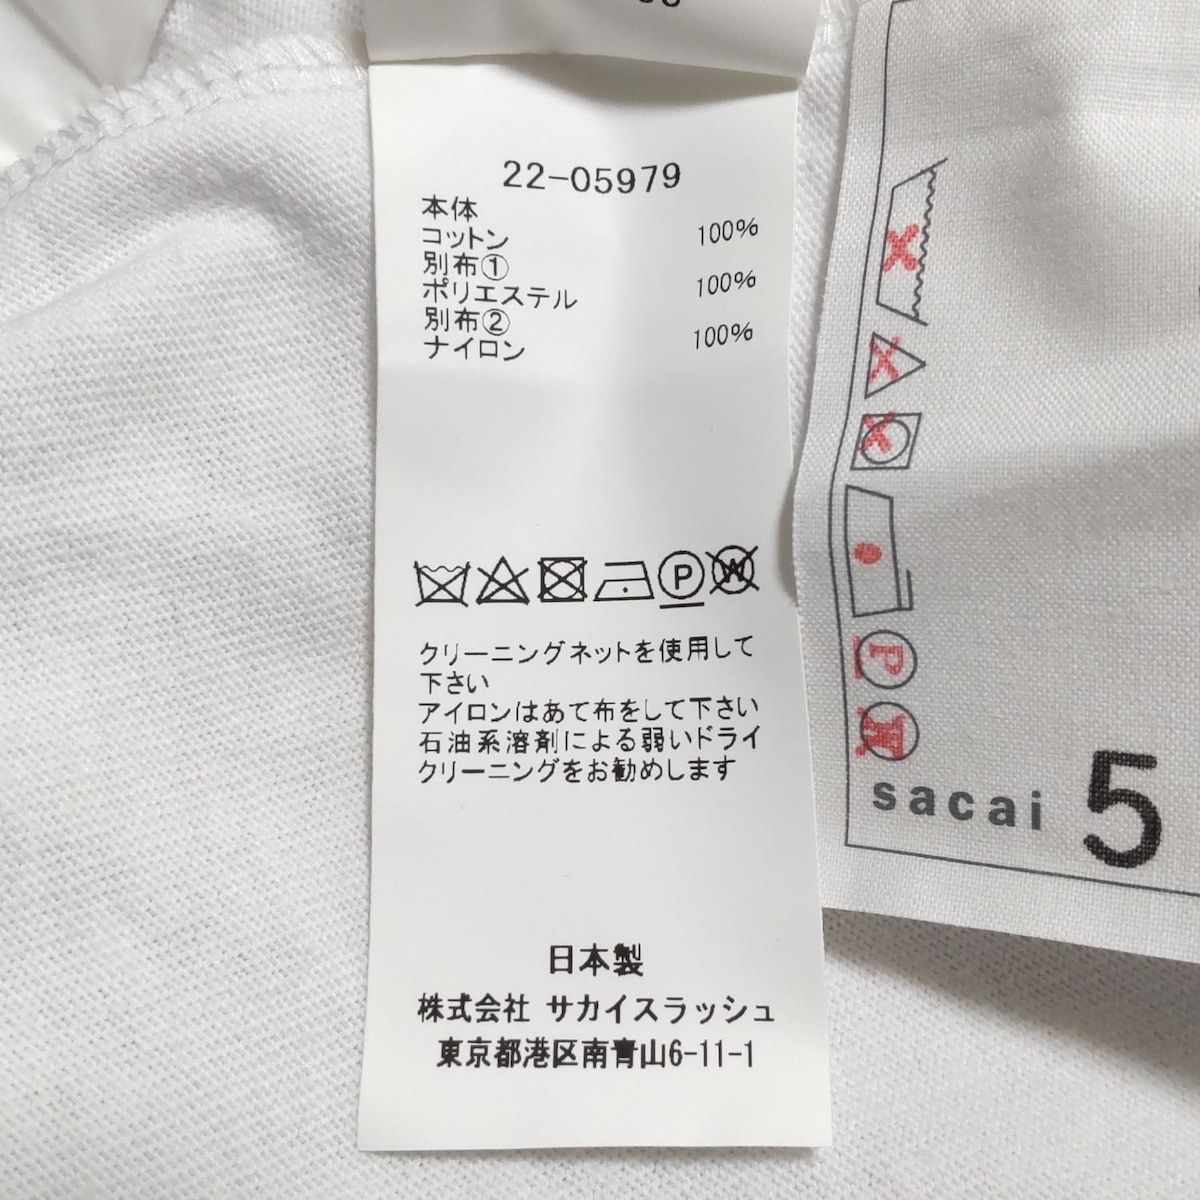 22-05979
本体
コットン 100%
別布① 
ポリエステル 100%
別布②
ナイロン 100%
P W
クリーニングネットを使用して
下さい
アイロンはあて布をして下さい
石油系溶剤による弱いドライ
クリーニングをお勧めします
日本製
株式会社 サカイスラッシュ
東京都港区南青山6-11-1
P
W
sacai 5